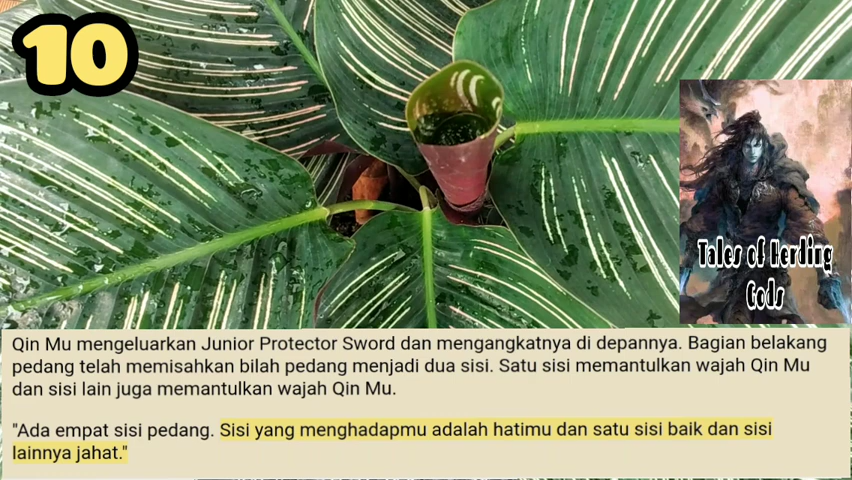 10
Tales of Herding
Gods
Qin Mu mengeluarkan Junior Protector Sword dan mengangkatnya di depannya. Bagian belakang
pedang telah memisahkan bilah pedang menjadi dua sisi. Satu sisi memantulkan wajah Qin Mu
dan sisi lain juga memantulkan wajah Qin Mu.
"Ada empat sisi pedang. Sisi yang menghadapmu adalah hatimu dan satu sisi baik dan sisi
lainnya jahat."